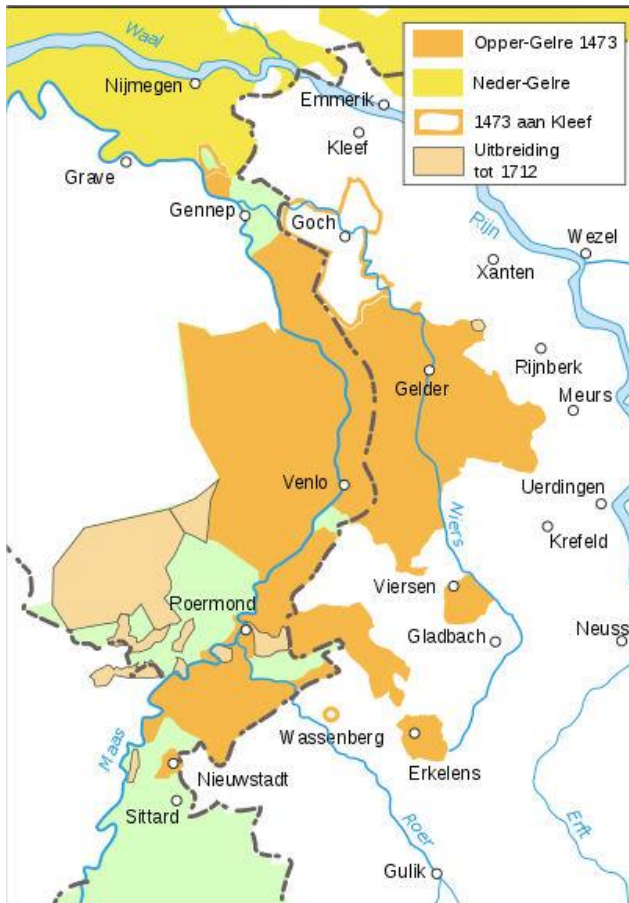 Waal
Opper-Gelre 1473
Neder-Gelre
1473 aan Kleef
Uitbreiding
tot 1712
Nijmegen
Emmerik
Kleef
Grave
Gennep
Goch
Rijn
Wezel
Xanten
Rijnberk
Gelder
Meurs
Venlo
Uerdingen
Niers
Krefeld
Viersen
Roermond
Gladbach
Neuss
Maas
Wassenberg
Erkelens
Nieuwstadt
Sittard
Roer
Erft
Gulik